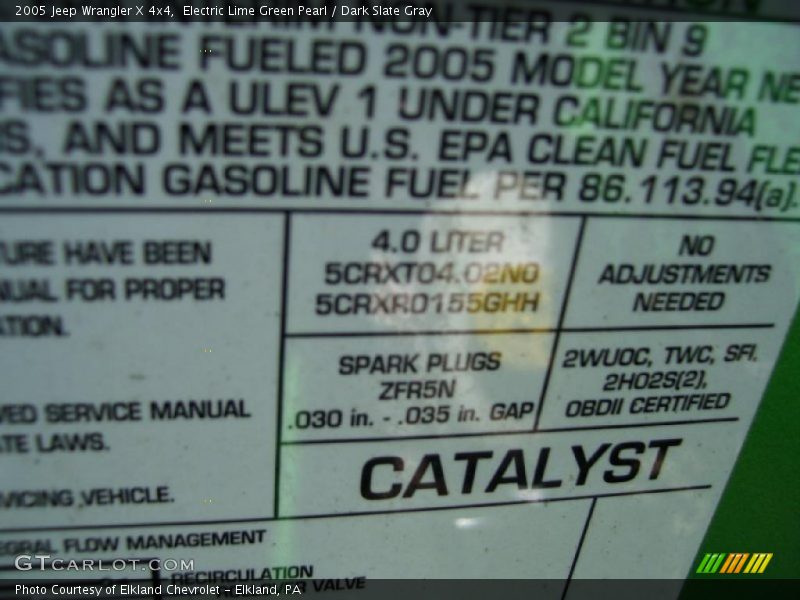 2005 Jeep Wrangler X 4x4, Electric Lime Green Pearl / Dark Slate Gray
NON-TIER 2 BIN 9
ASOLINE FUELED 2005 MODEL YEAR NE
FIES AS A ULEV 1 UNDER CALIFORNIA
S, AND MEETS U.S. EPA CLEAN FUEL FLE
CATION GASOLINE FUEL PER 86.113.94(a).
TURE HAVE BEEN
NUAL FOR PROPER
ATION.
4.0 LITER
5CRXT04.02N0
5CRXR0155GHH
NO
ADJUSTMENTS
NEEDED
SPARK PLUGS
ZFR5N
.030 in. - .035 in. GAP
2WUOC, TWC, SFI,
2HO2S(2),
OBDII CERTIFIED
VED SERVICE MANUAL
ATE LAWS.
VICING VEHICLE.
CATALYST
EGRAL FLOW MANAGEMENT
RECIRCULATION
VALVE
GTcarlot.com
Photo Courtesy of Elkland Chevrolet - Elkland, PA